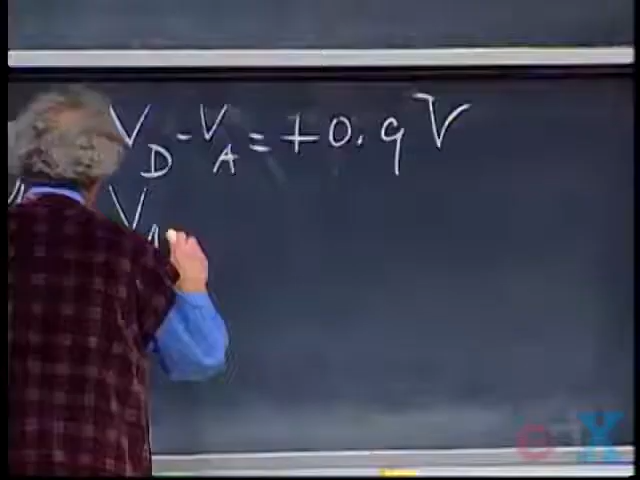 V_D - V_A = +0.9 V
V